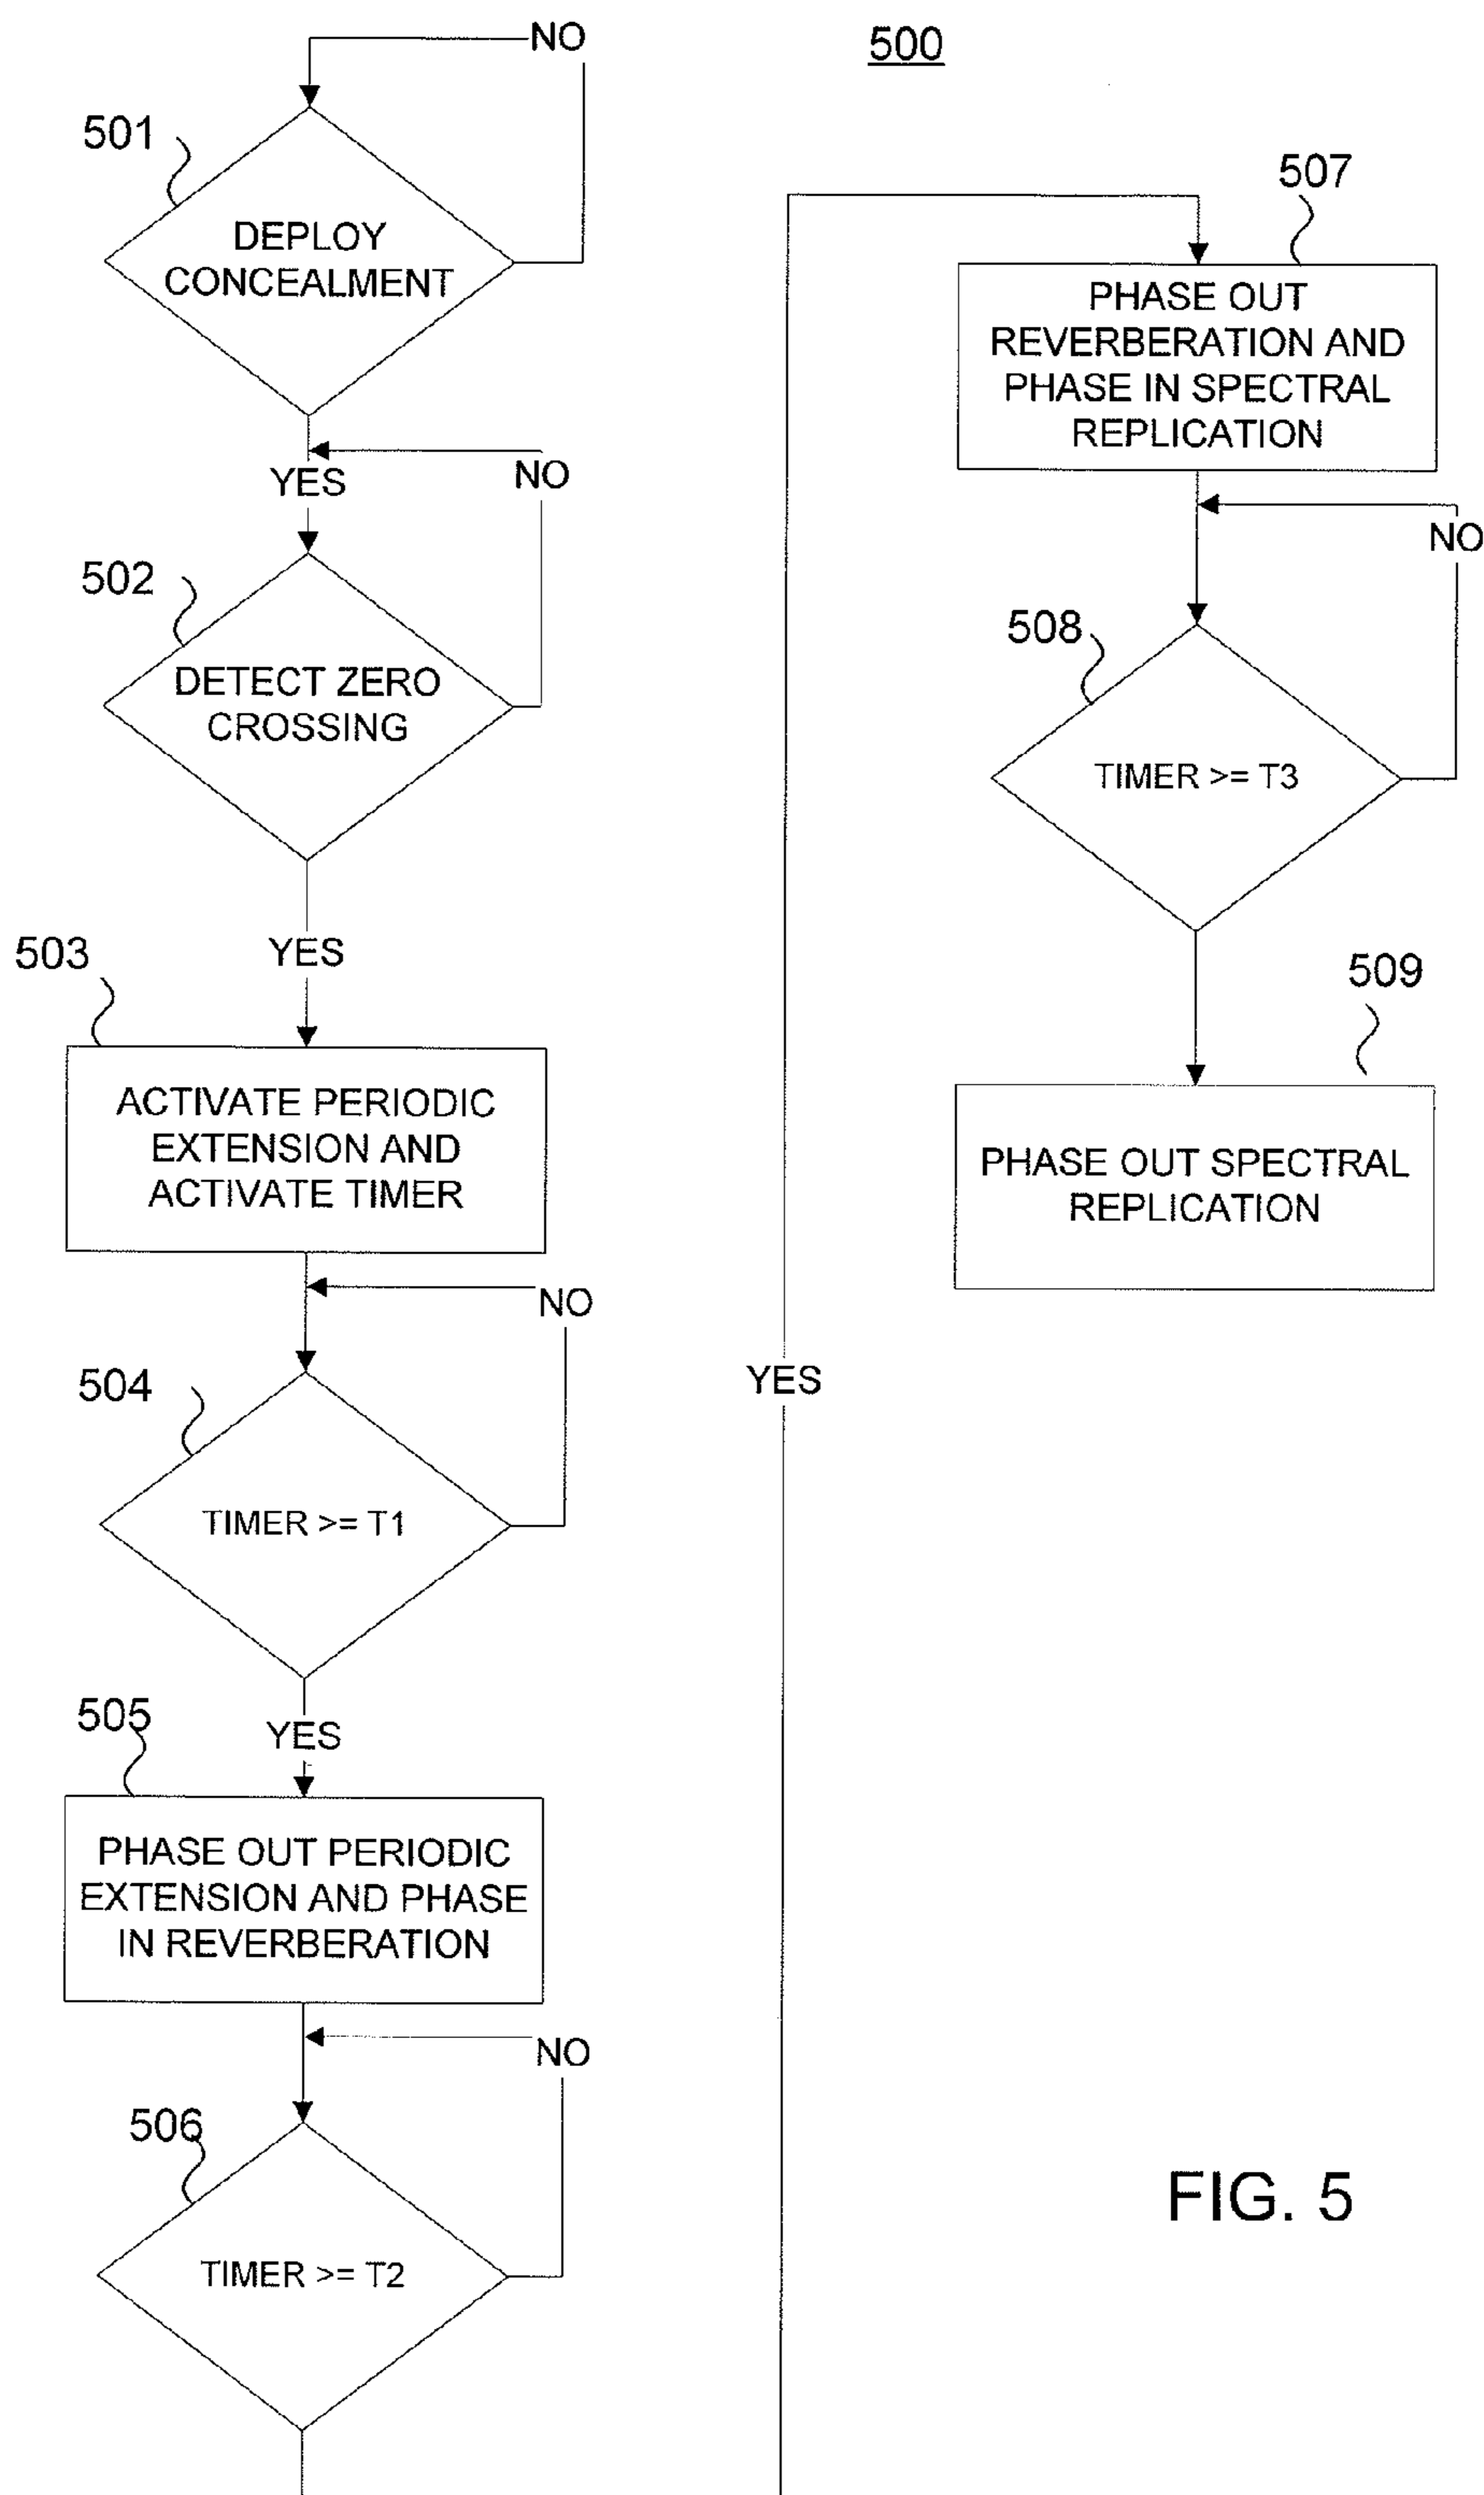 500
NO
501
DEPLOY
CONCEALMENT
YES
NO
502
DETECT ZERO
CROSSING
YES
503
ACTIVATE PERIODIC
EXTENSION AND
ACTIVATE TIMER
NO
504
TIMER >= T1
YES
505
PHASE OUT PERIODIC
EXTENSION AND PHASE
IN REVERBERATION
NO
506
TIMER >= T2
YES
507
PHASE OUT
REVERBERATION AND
PHASE IN SPECTRAL
REPLICATION
NO
508
TIMER >= T3
509
PHASE OUT SPECTRAL
REPLICATION
FIG. 5